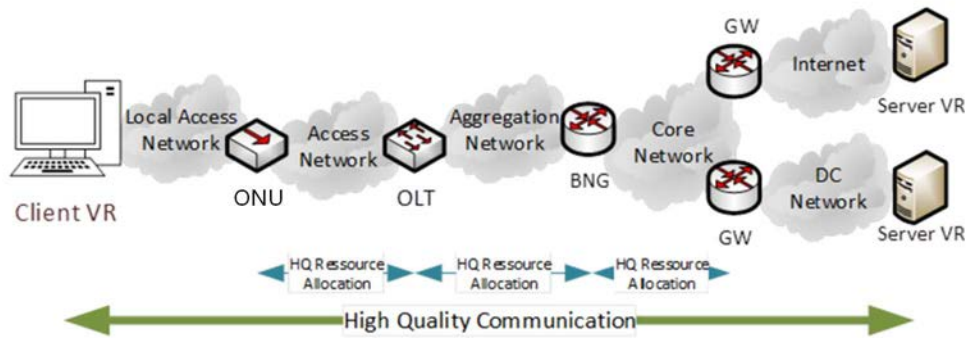 GW
Internet
Server VR
Local Access
Network
Access
Network
Aggregation
Network
Core
Network
ONU
OLT
BNG
Client VR
GW
DC
Network
Server VR
HQ Ressource
Allocation
HQ Ressource
Allocation
HQ Ressource
Allocation
High Quality Communication